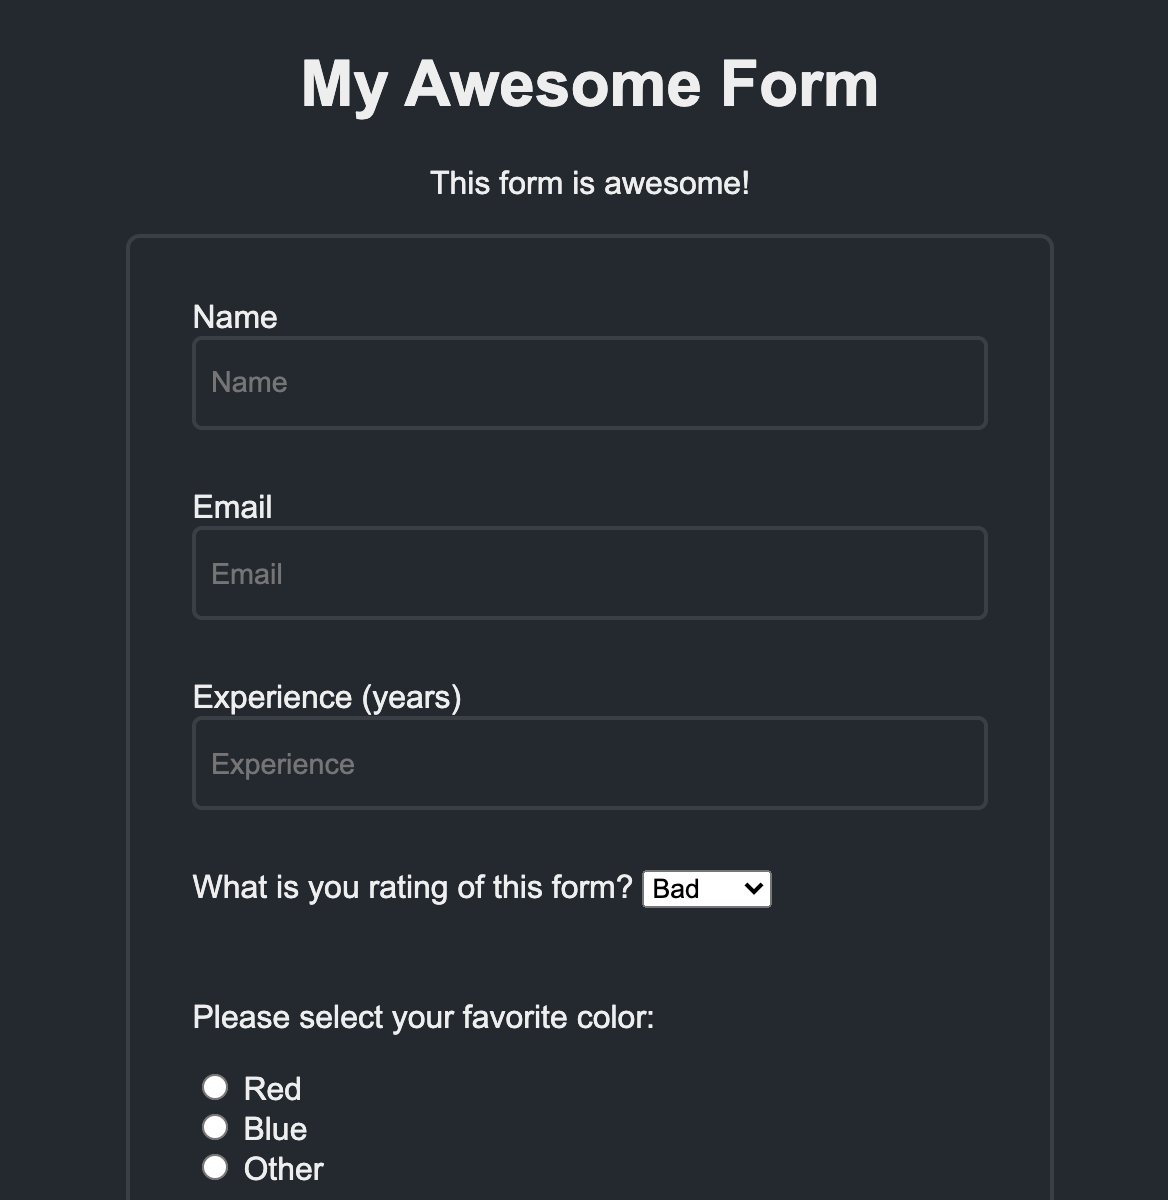 My Awesome Form
This form is awesome!
Name
Name
Email
Email
Experience (years)
Experience
What is you rating of this form? Bad
Please select your favorite color:
Red
Blue
Other